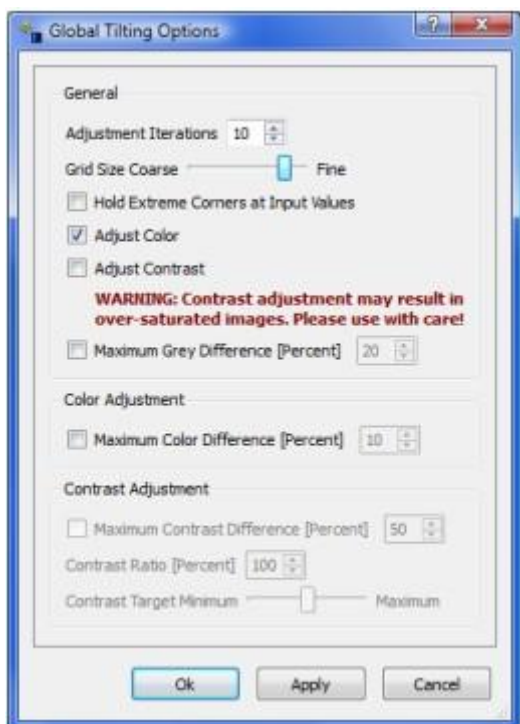 Global Tilting Options
General
Adjustment Iterations 10
Grid Size Coarse Fine
Hold Extreme Corners at Input Values
Adjust Color
Adjust Contrast
WARNING: Contrast adjustment may result in
over-saturated images. Please use with care!
Maximum Grey Difference [Percent] 20
Color Adjustment
Maximum Color Difference [Percent] 10
Contrast Adjustment
Maximum Contrast Difference [Percent] 50
Contrast Ratio [Percent] 100
Contrast Target Minimum Maximum
Ok Apply Cancel